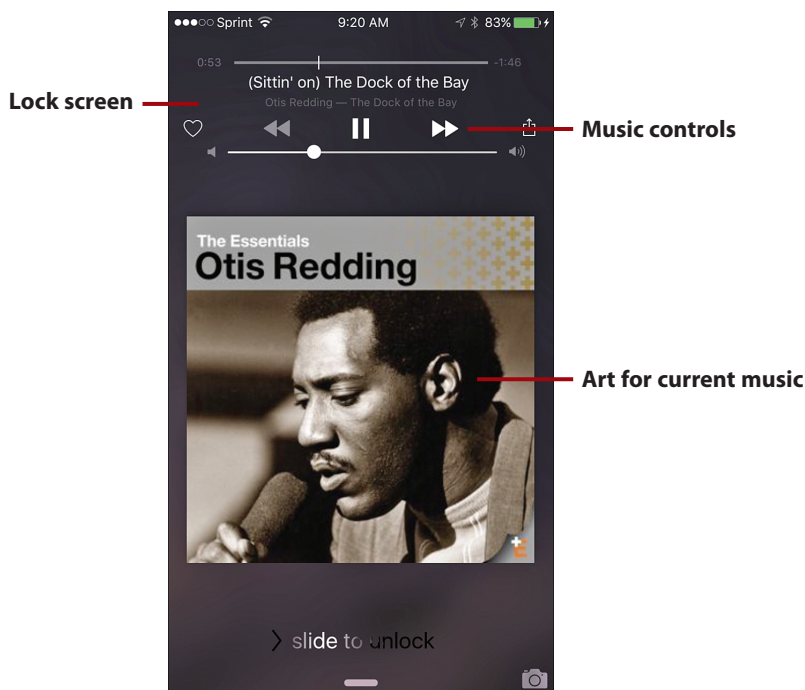 Sprint 9:20 AM 83%
0:53 -1:46
(Sittin' on) The Dock of the Bay
Lock screen
Otis Redding — The Dock of the Bay
Music controls
The Essentials
Otis Redding
Art for current music
slide to unlock